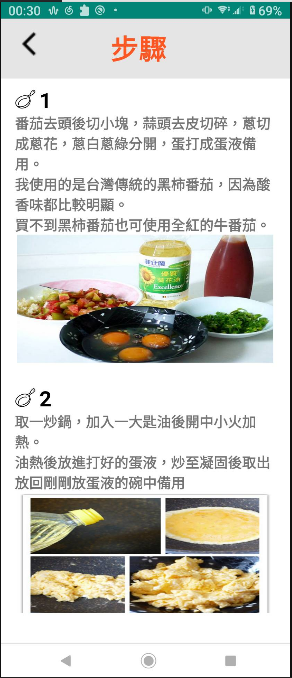 00:30
69%
步驟
1
番茄去頭後切小塊，蒜頭去皮切碎，蔥切
成蔥花，蔥白蔥綠分開，蛋打成蛋液備
用。
我使用的是台灣傳統的黑柿番茄，因為酸
香味都比較明顯。
買不到黑柿番茄也可使用全紅的牛番茄。
Excellence
2
取一炒鍋，加入一大匙油後開中小火加
熱。
油熱後放進打好的蛋液，炒至凝固後取出
放回剛剛放蛋液的碗中備用